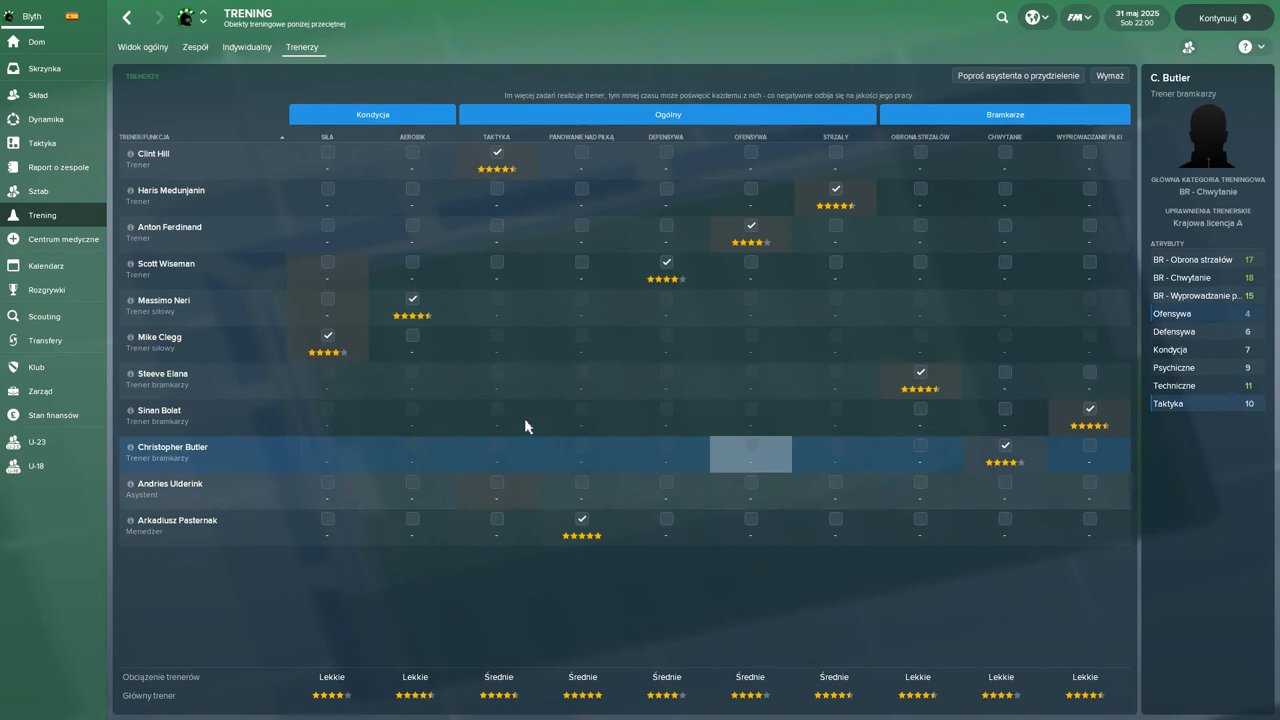 Blyth
TRENING
Obiekty treningowe poniżej przeciętnej
FM
31 maj 2025
Sob 22:00
Kontynuuj
Dom
Skrzynka
Skład
Dynamika
Taktyka
Raport o zespole
Sztab
Trening
Centrum medyczne
Kalendarz
Rozgrywki
Scouting
Transfery
Klub
Zarząd
Stan finansów
U-23
U-18
Widok ogólny Zespół Indywidualny Trenerzy
TRENERZY
Poproś asystenta o przydzielenie Wymaż
Im więcej zadań realizuje trener, tym mniej czasu może poświęcić każdemu z nich - co negatywnie odbija się na jakości jego pracy.
Kondycja Ogólny Bramkarze
TRENER/FUNKCJA SIŁA AEROBIK TAKTYKA PANOWANIE NAD PIŁKĄ DEFENSYWA OFENSYWA STRZAŁY OBRONA STRZAŁÓW CHWYTANIE WYPROWADZANIE PIŁKI
Clint Hill
Trener - - - - - - - - -
Haris Medunjanin
Trener - - - - - - - - -
Anton Ferdinand
Trener - - - - - - - - -
Scott Wiseman
Trener - - - - - - - - -
Massimo Neri
Trener siłowy - - - - - - - - -
Mike Clegg
Trener siłowy - - - - - - - - -
Steeve Elana
Trener bramkarzy - - - - - - - - -
Sinan Bolat
Trener bramkarzy - - - - - - - - -
Christopher Butler
Trener bramkarzy - - - - - - - - -
Andries Ulderink
Asystent - - - - - - - - - -
Arkadiusz Pasternak
Menedżer - - - - - - - - -
Obciążenie trenerów Lekkie Lekkie Średnie Średnie Średnie Średnie Średnie Lekkie Lekkie Lekkie
Główny trener
C. Butler
Trener bramkarzy
GŁÓWNA KATEGORIA TRENINGOWA
BR - Chwytanie
UPRAWNIENIA TRENERSKIE
Krajowa licencja A
ATRYBUTY
BR - Obrona strzałów 17
BR - Chwytanie 18
BR - Wyprowadzanie p... 15
Ofensywa 4
Defensywa 6
Kondycja 7
Psychiczne 9
Techniczne 11
Taktyka 10